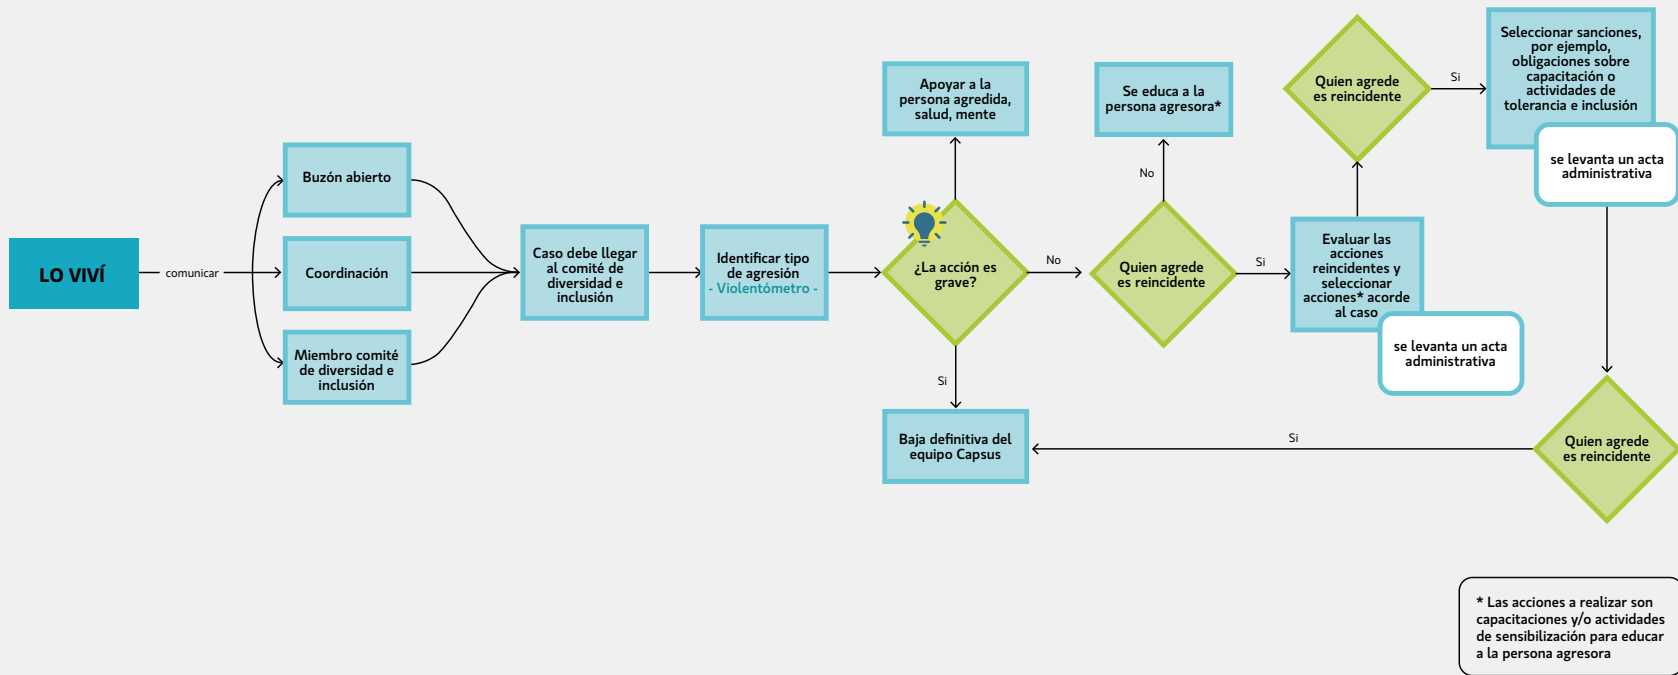 LO VIVÍ
comunicar
Buzón abierto
Coordinación
Miembro comité
de diversidad e
inclusión
Caso debe llegar
al comité de
diversidad e
inclusión
Identificar tipo
de agresión
- Violentómetro -
Apoyar a la
persona agredida,
salud, mente
¿La acción es
grave?
Si
Baja definitiva del
equipo Capsus
No
Se educa a la
persona agresora*
No
Quien agrede
es reincidente
Si
Evaluar las
acciones
reincidentes y
seleccionar
acciones* acorde
al caso
se levanta un acta
administrativa
Quien agrede
es reincidente
Si
Seleccionar sanciones,
por ejemplo,
obligaciones sobre
capacitación o
actividades de
tolerancia e inclusión
se levanta un acta
administrativa
Quien agrede
es reincidente
Si
* Las acciones a realizar son
capacitaciones y/o actividades
de sensibilización para educar
a la persona agresora